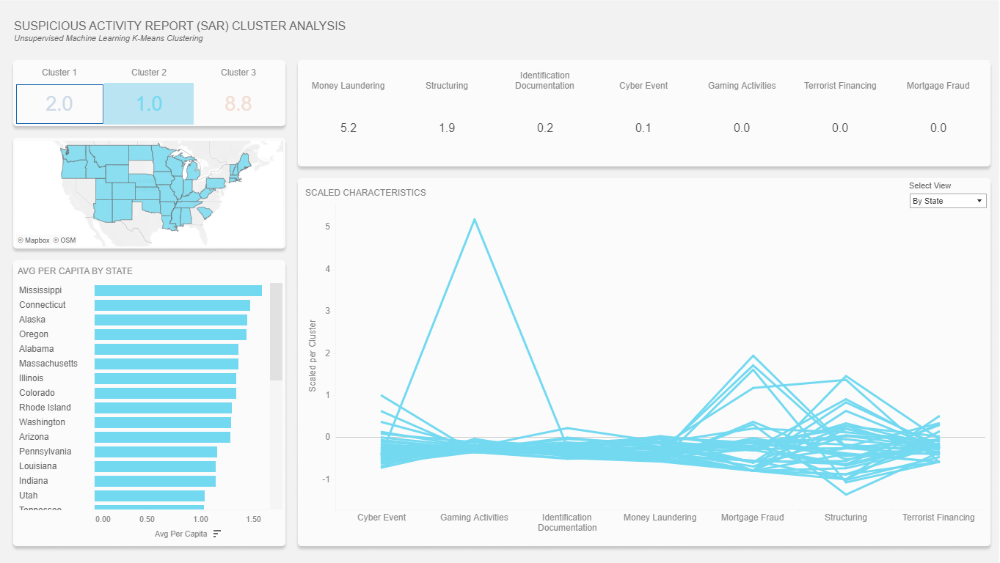 SUSPICIOUS ACTIVITY REPORT (SAR) CLUSTER ANALYSIS
Unsupervised Machine Learning K-Means Clustering
Cluster 1
Cluster 2
Cluster 3
2.0
1.0
8.8
© Mapbox © OSM
AVG PER CAPITA BY STATE
Mississippi
Connecticut
Alaska
Oregon
Alabama
Massachusetts
Illinois
Colorado
Rhode Island
Washington
Arizona
Pennsylvania
Louisiana
Indiana
Utah
Tennessee
0.00
0.50
1.00
1.50
Avg Per Capita
Money Laundering
Structuring
Identification
Documentation
Cyber Event
Gaming Activities
Terrorist Financing
Mortgage Fraud
5.2
1.9
0.2
0.1
0.0
0.0
0.0
SCALED CHARACTERISTICS
Select View
By State
Scaled per Cluster
5
4
3
2
1
0
-1
Cyber Event
Gaming Activities
Identification
Documentation
Money Laundering
Mortgage Fraud
Structuring
Terrorist Financing